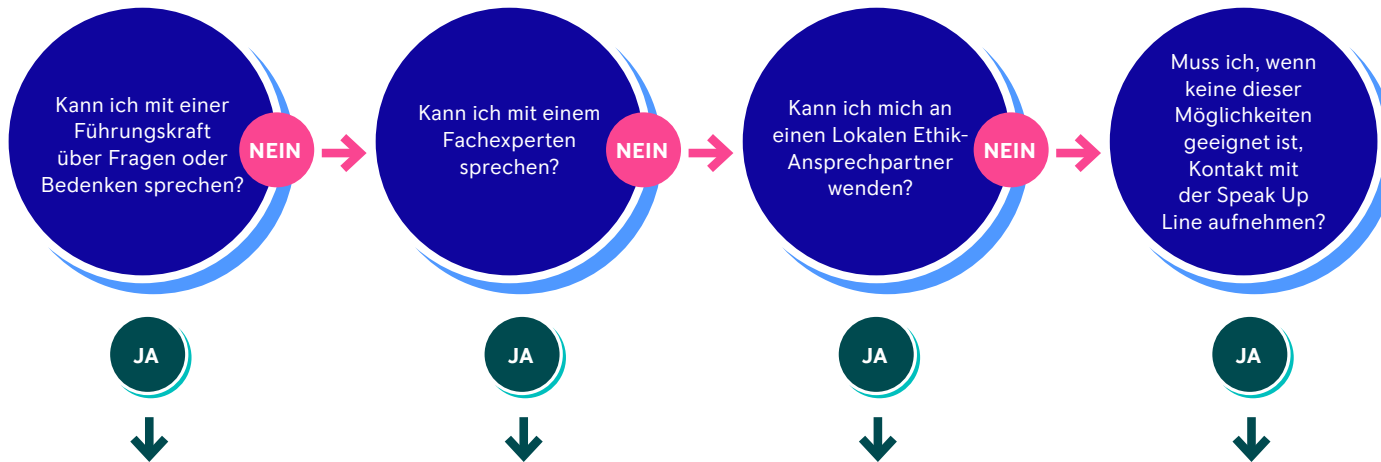 Kann ich mit einer
Führungskraft
über Fragen oder
Bedenken sprechen?
NEIN
Kann ich mit einem
Fachexperten
sprechen?
NEIN
Kann ich mich an
einen Lokalen Ethik-
Ansprechpartner
wenden?
NEIN
Muss ich, wenn
keine dieser
Möglichkeiten
geeignet ist,
Kontakt mit
der Speak Up
Line aufnehmen?
JA
JA
JA
JA